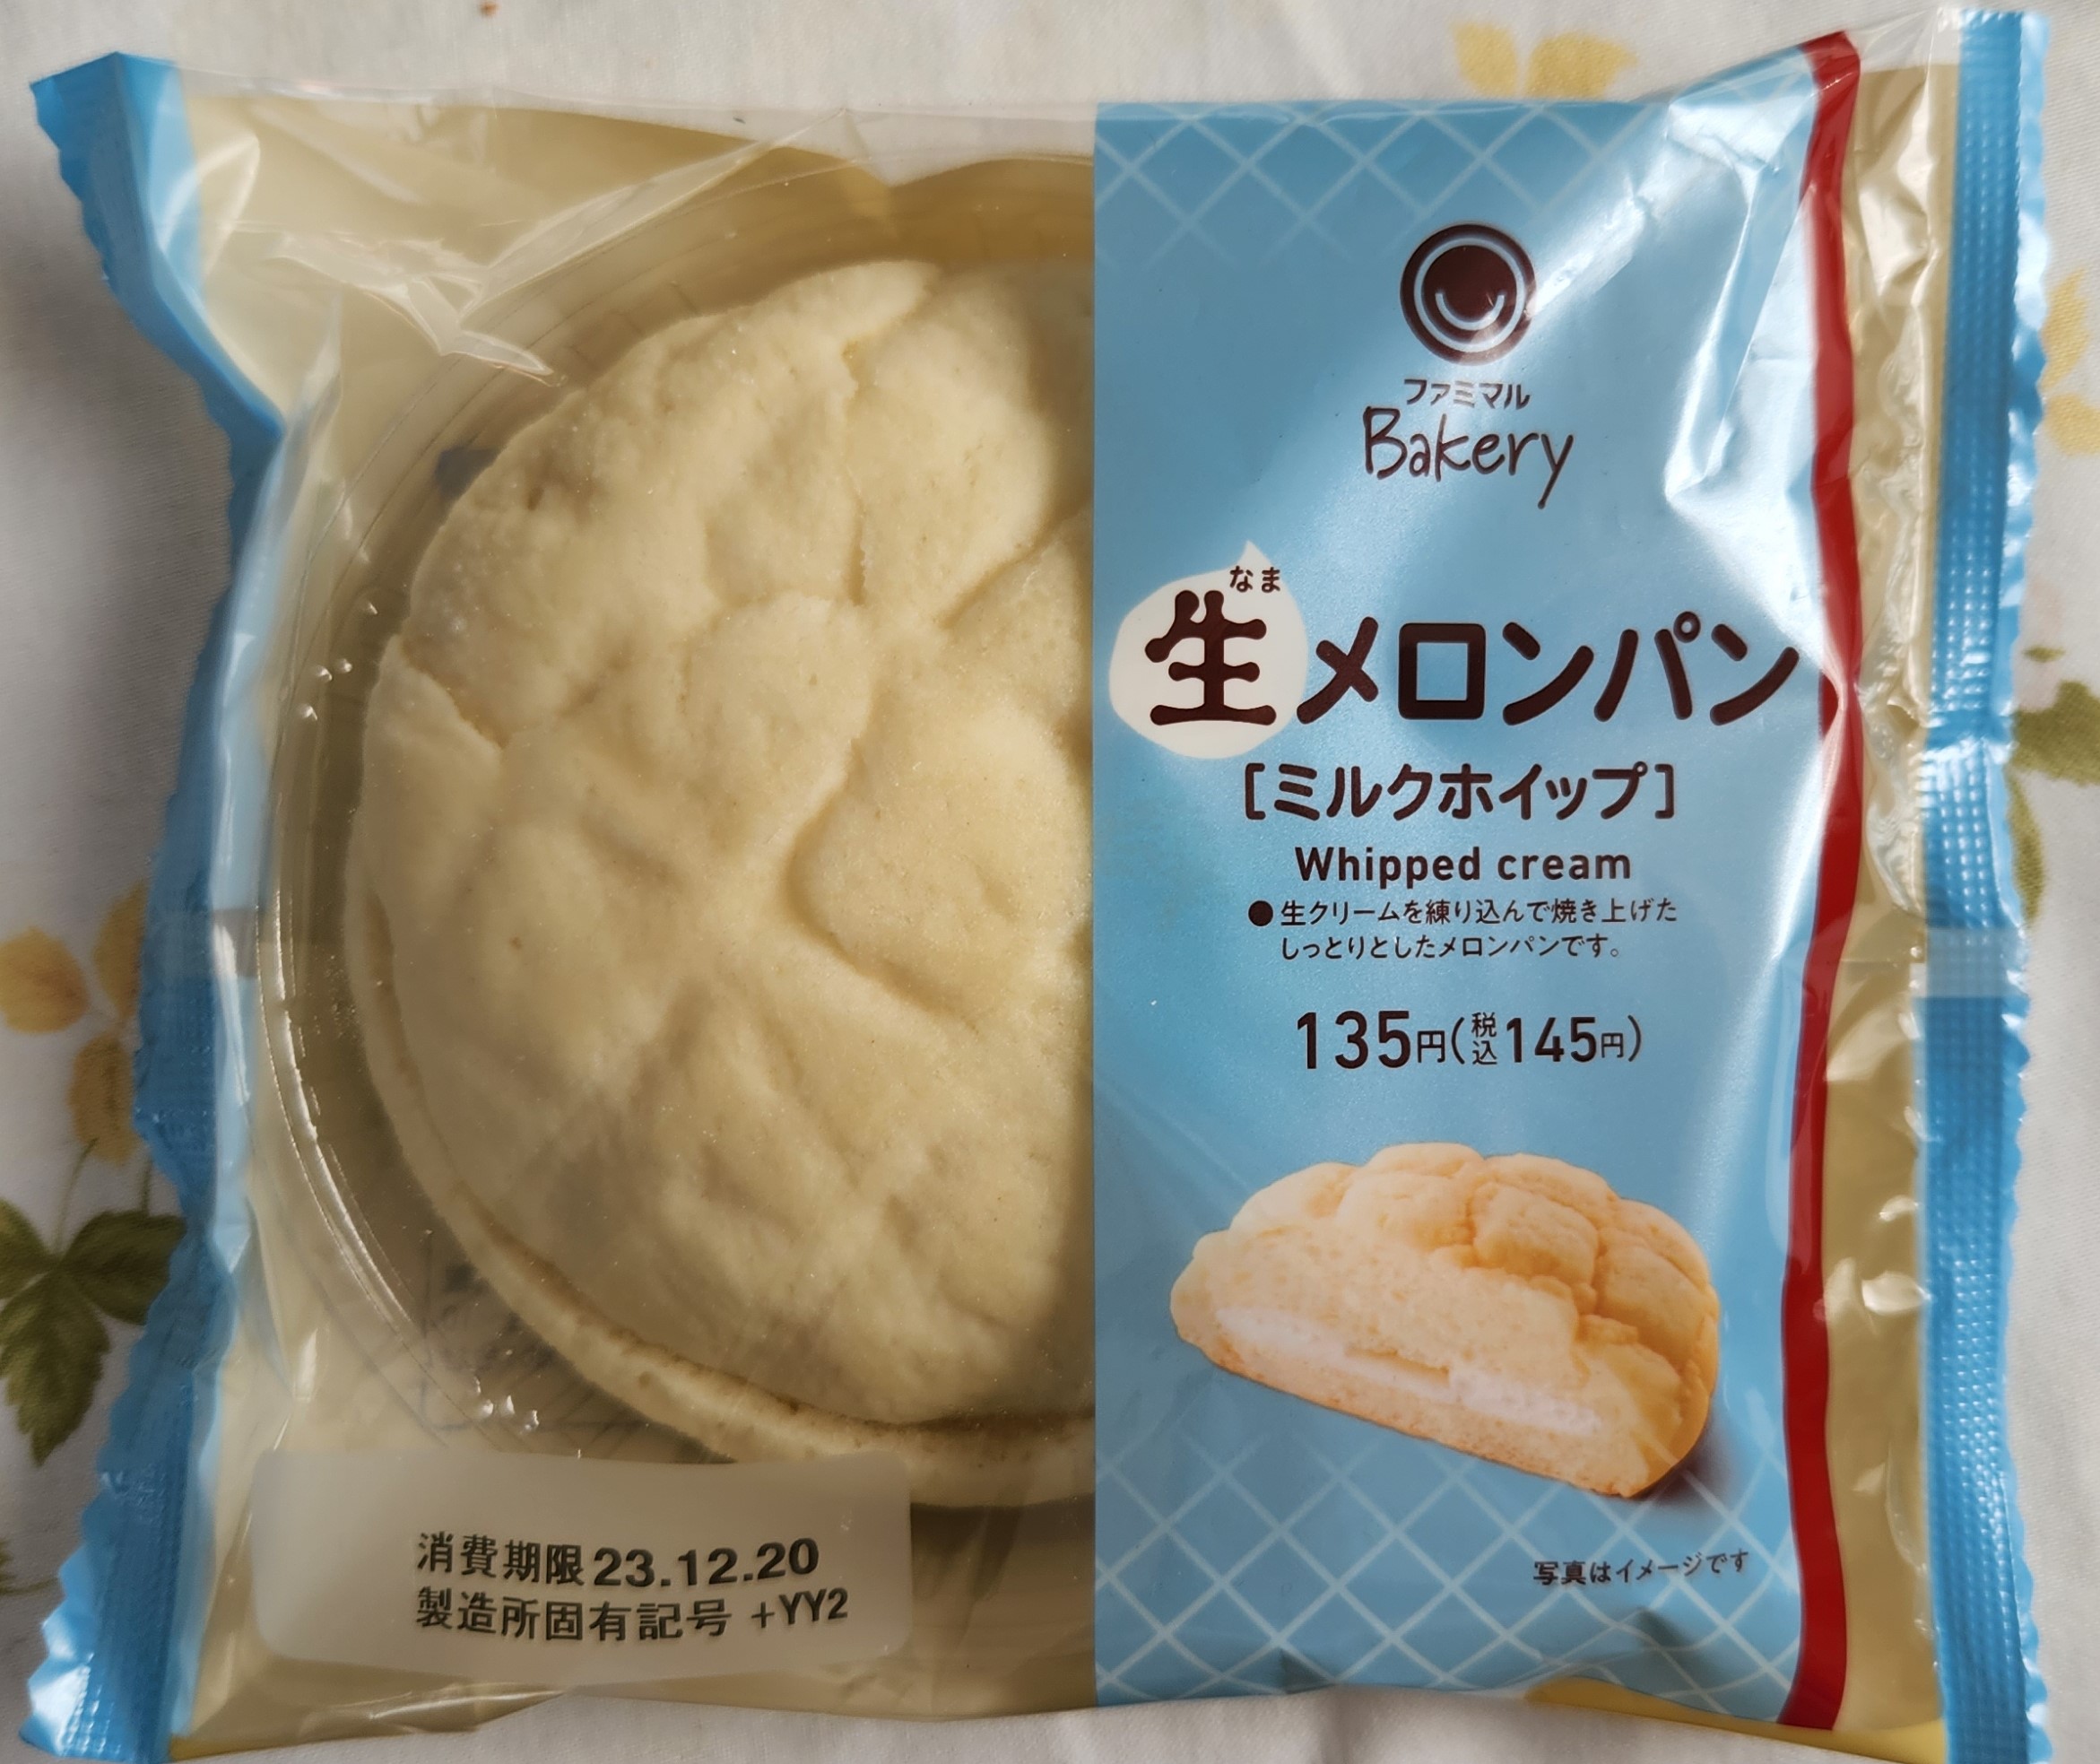 ファミマル
Bakery
なま
生メロンパン
[ミルクホイップ]
Whipped cream
●生クリームを練り込んで焼き上げた
しっとりとしたメロンパンです。
135円(税込145円)
写真はイメージです
消費期限23.12.20
製造所固有記号 +YY2